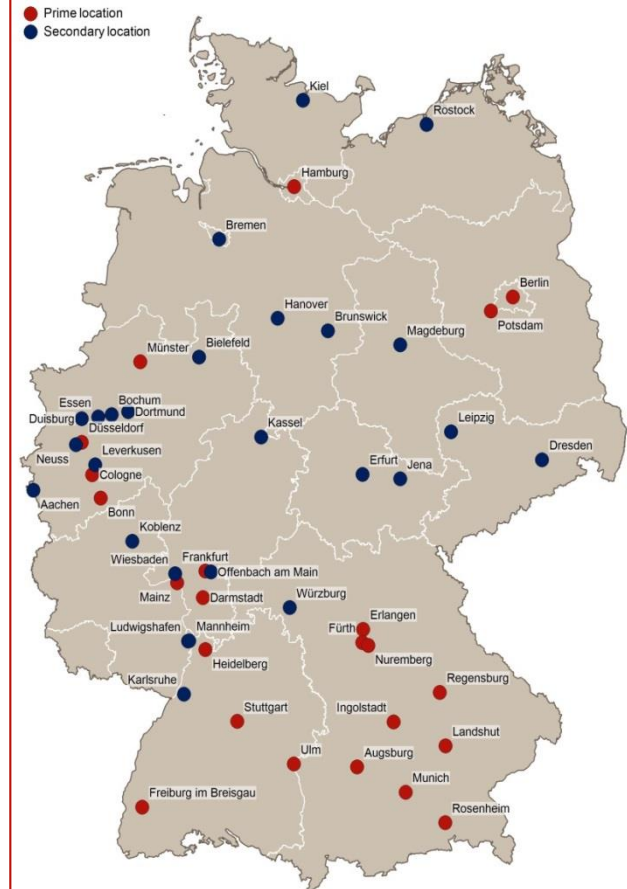 Prime location
Secondary location
Kiel
Rostock
Hamburg
Bremen
Berlin
Potsdam
Hanover
Brunswick
Magdeburg
Münster
Bielefeld
Essen
Bochum
Duisburg
Dortmund
Düsseldorf
Kassel
Leipzig
Neuss
Leverkusen
Dresden
Cologne
Erfurt
Jena
Aachen
Bonn
Koblenz
Wiesbaden
Frankfurt
Offenbach am Main
Mainz
Darmstadt
Würzburg
Ludwigshafen
Mannheim
Erlangen
Fürth
Nuremberg
Heidelberg
Karlsruhe
Regensburg
Stuttgart
Ingolstadt
Landshut
Ulm
Augsburg
Munich
Freiburg im Breisgau
Rosenheim